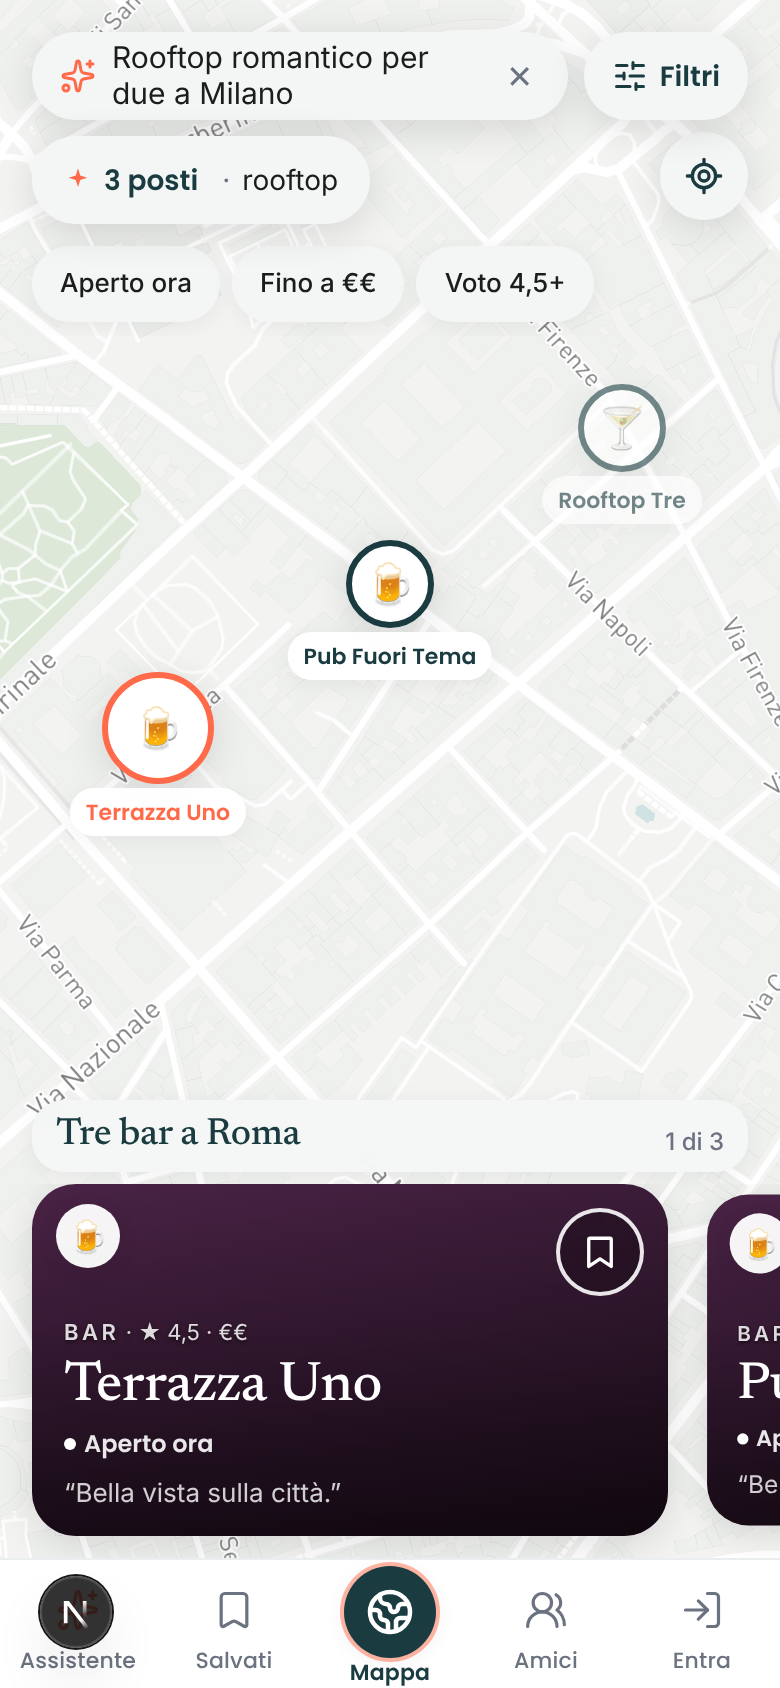 Rooftop romantico per
due a Milano
Filtri
3 posti · rooftop
Aperto ora
Fino a €€
Voto 4,5+
Firenze
Rooftop Tre
Pub Fuori Tema
Via Napoli
Via Firenze
Terrazza Uno
Via Parma
Via Nazionale
Tre bar a Roma
1 di 3
BAR · ★ 4,5 · €€
Terrazza Uno
Aperto ora
“Bella vista sulla città.”
N
Assistente
Salvati
Mappa
Amici
Entra